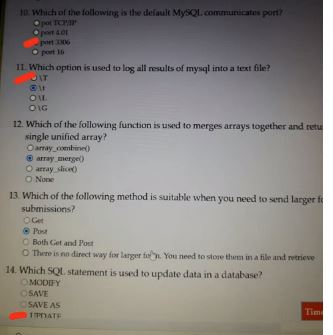 10. Which of the following is the default MySQL communicates port?
pot TCP/IP
port 4.01
port 3306
port 16
11. Which option is used to log all results of mysql into a text file?
\T
\t
\L
\G
12. Which of the following function is used to merges arrays together and retu
single unified array?
array_combine()
array_merge()
array_slice()
None
13. Which of the following method is suitable when you need to send larger fo
submissions?
Get
Post
Both Get and Post
There is no direct way for larger fo n. You need to store them in a file and retrieve
14. Which SQL statement is used to update data in a database?
MODIFY
SAVE
SAVE AS
UPDATE
Time